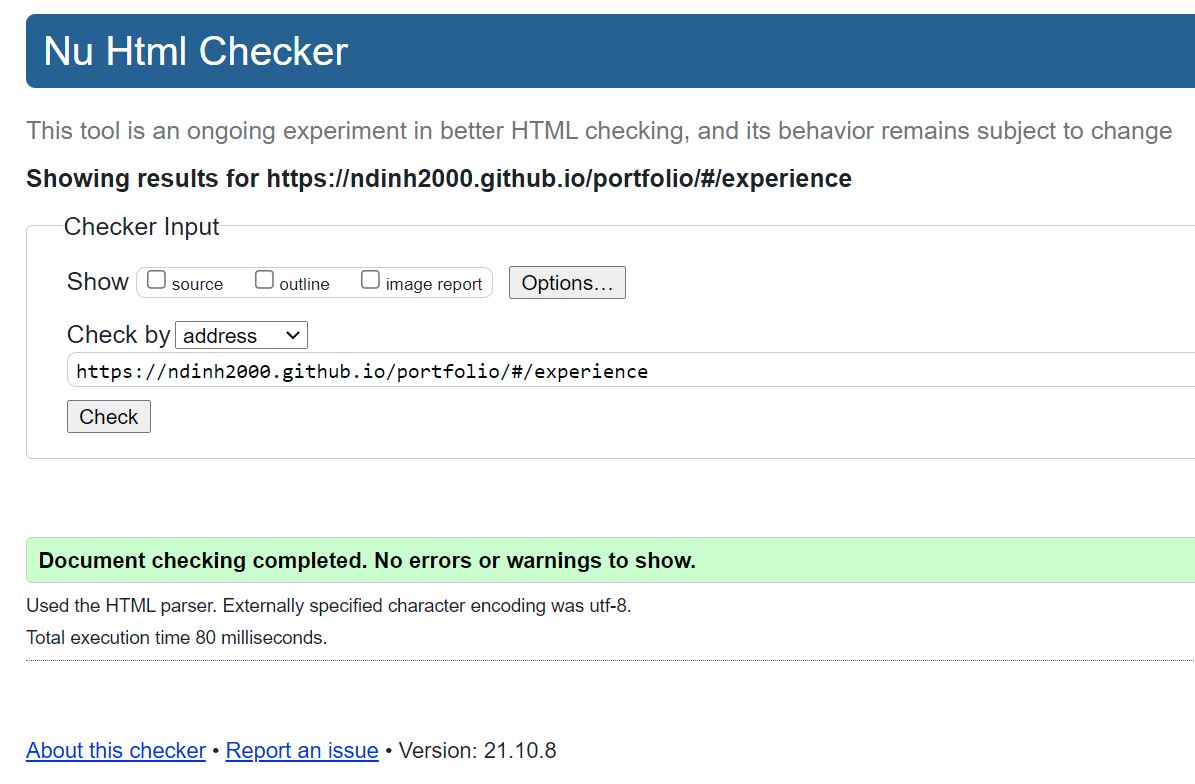 Nu Html Checker
This tool is an ongoing experiment in better HTML checking, and its behavior remains subject to change
Showing results for https://ndinh2000.github.io/portfolio/#/experience
Checker Input
Show source outline image report Options…
Check by address
https://ndinh2000.github.io/portfolio/#/experience
Check
Document checking completed. No errors or warnings to show.
Used the HTML parser. Externally specified character encoding was utf-8.
Total execution time 80 milliseconds.
About this checker • Report an issue • Version: 21.10.8